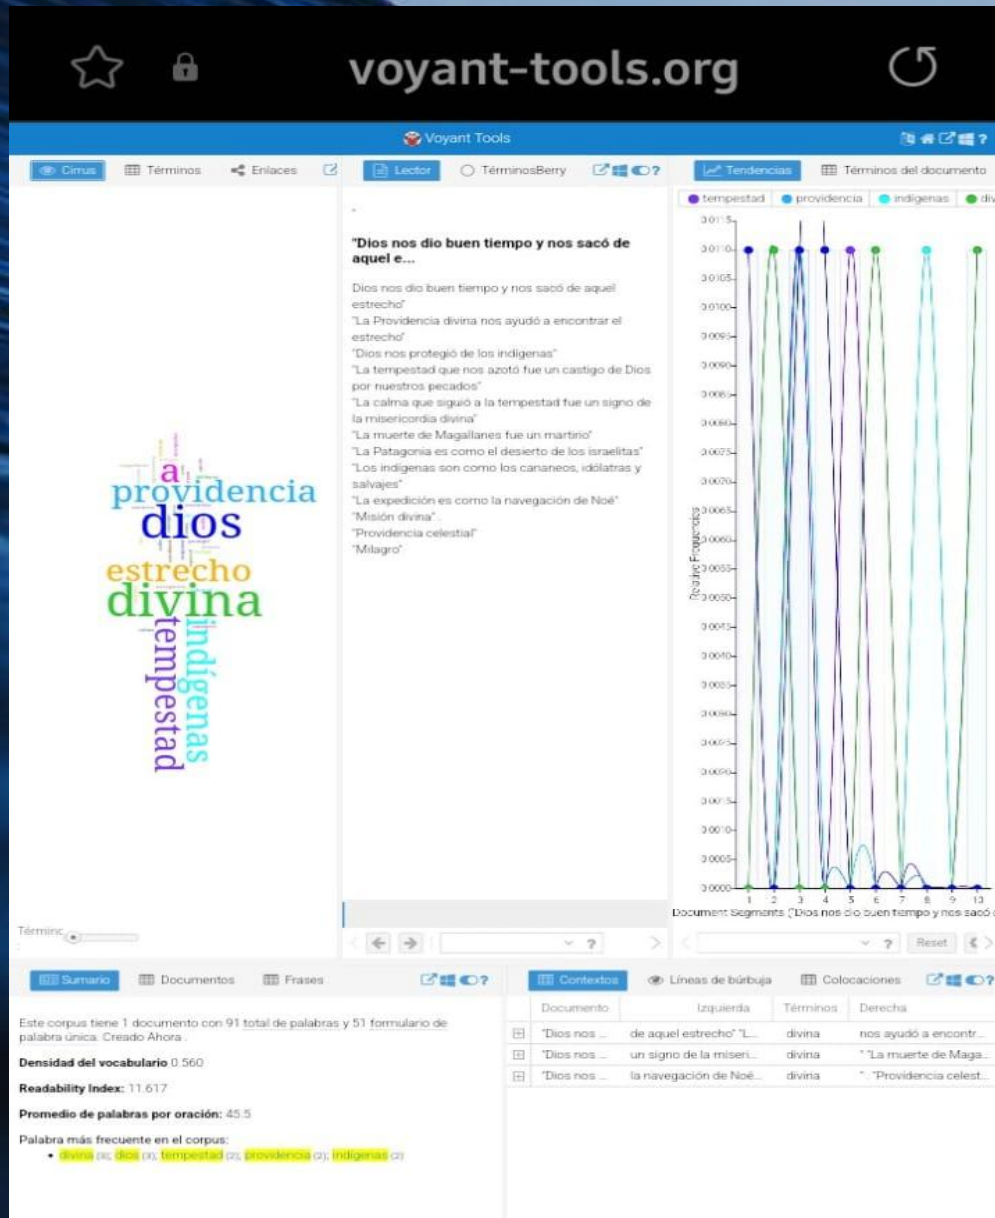 voyant-tools.org
Voyant Tools
Cirrus Términos Enlaces
providencia
a
dios
estrecho
divina
tempestad
indígenas
Lector TérminosBerry
"Dios nos dio buen tiempo y nos sacó de
aquel e...
Dios nos dio buen tiempo y nos sacó de aquel
estrecho"
"La Providencia divina nos ayudó a encontrar el
estrecho"
"Dios nos protegió de los indígenas"
"La tempestad que nos azotó fue un castigo de Dios
por nuestros pecados"
"La calma que siguió a la tempestad fue un signo de
la misericordia divina"
"La muerte de Magallanes fue un martirio"
"La Patagonia es como el desierto de los israelitas"
"Los indígenas son como los cananeos, idólatras y
salvajes"
"La expedición es como la navegación de Noé"
"Misión divina" .
"Providencia celestial"
"Milagro"
?
Tendencias Términos del documento
tempestad providencia indígenas div
Relative Frequencies
1 2 3 4 5 6 7 8 9 10
Document Segments ("Dios nos dio buen tiempo y nos sacó
? Reset
Sumario Documentos Frases
Este corpus tiene 1 documento con 91 total de palabras y 51 formulario de
palabra única. Creado Ahora .
Densidad del vocabulario 0.560
Readability Index: 11.617
Promedio de palabras por oración: 45.5
Palabra más frecuente en el corpus:
• divina (3); dios (3); tempestad (2); providencia (2); indígenas (2)
Contextos Líneas de búrbuja Colocaciones
Documento Izquierda Términos Derecha
"Dios nos ... de aquel estrecho" "L... divina nos ayudó a encontr...
"Dios nos ... un signo de la miseri... divina " "La muerte de Maga...
"Dios nos ... la navegación de Noé... divina " . "Providencia celest...